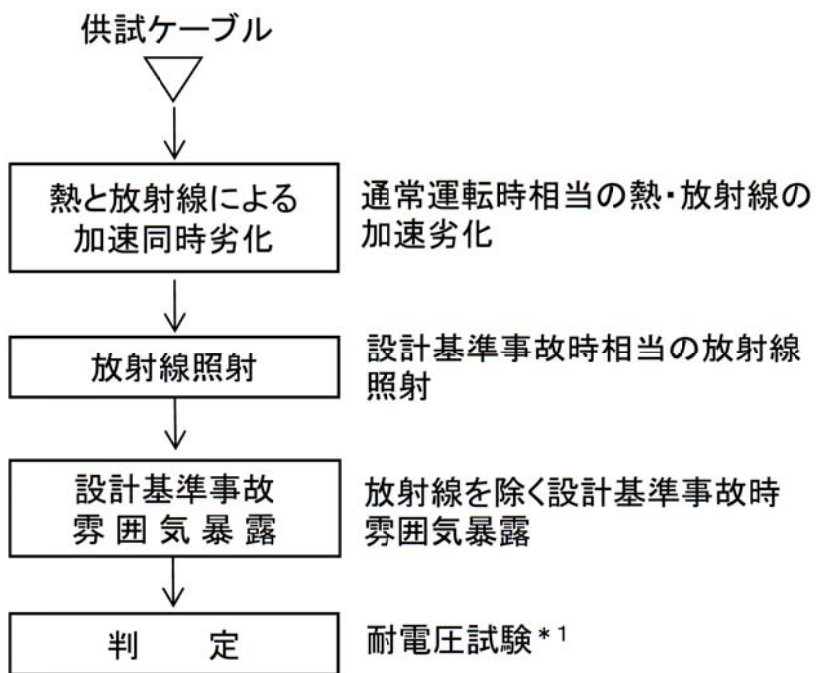 供試ケーブル
熱と放射線による
加速同時劣化
通常運転時相当の熱・放射線の
加速劣化
放射線照射
設計基準事故時相当の放射線
照射
設計基準事故
雰囲気暴露
放射線を除く設計基準事故時
雰囲気暴露
判　　定
耐電圧試験*1